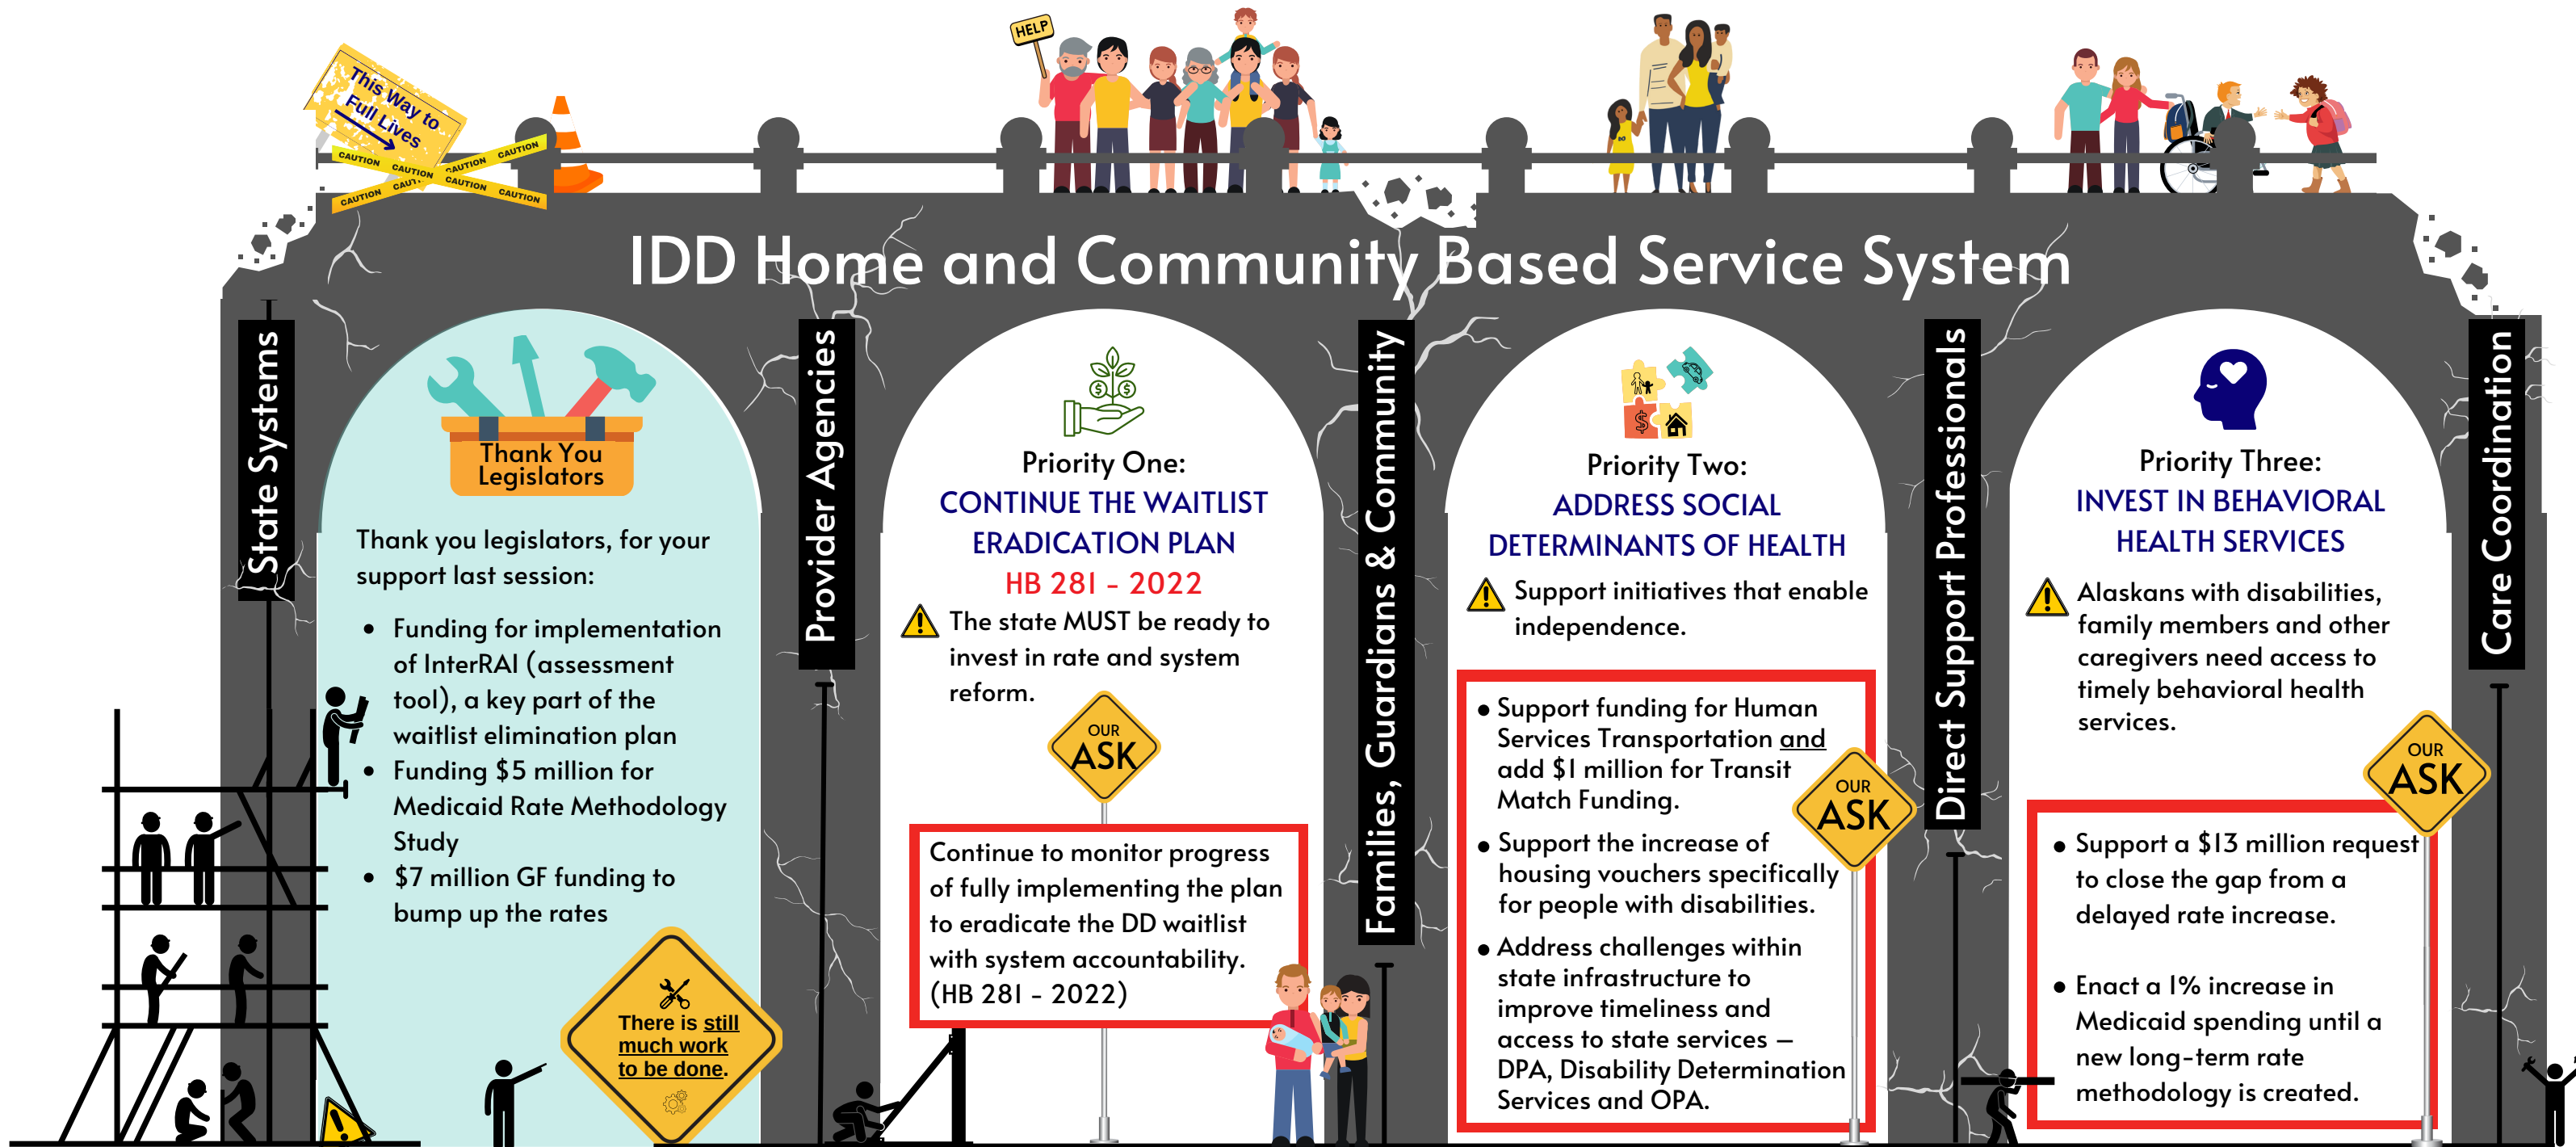 HELP
This Way to
Full Lives
CAUTION CAUTION CAUTION CAUTION
CAUTION CAUTION CAUTION CAUTION
IDD Home and Community Based Service System
State Systems
Thank You
Legislators
Thank you legislators, for your
support last session:
• Funding for implementation
of InterRAI (assessment
tool), a key part of the
waitlist elimination plan
• Funding $5 million for
Medicaid Rate Methodology
Study
• $7 million GF funding to
bump up the rates
There is still
much work
to be done.
Provider Agencies
Priority One:
CONTINUE THE WAITLIST
ERADICATION PLAN
HB 281 - 2022
The state MUST be ready to
invest in rate and system
reform.
OUR
ASK
Continue to monitor progress
of fully implementing the plan
to eradicate the DD waitlist
with system accountability.
(HB 281 - 2022)
Families, Guardians & Community
Priority Two:
ADDRESS SOCIAL
DETERMINANTS OF HEALTH
Support initiatives that enable
independence.
OUR
ASK
• Support funding for Human
Services Transportation and
add $1 million for Transit
Match Funding.
• Support the increase of
housing vouchers specifically
for people with disabilities.
• Address challenges within
state infrastructure to
improve timeliness and
access to state services –
DPA, Disability Determination
Services and OPA.
Direct Support Professionals
Priority Three:
INVEST IN BEHAVIORAL
HEALTH SERVICES
Alaskans with disabilities,
family members and other
caregivers need access to
timely behavioral health
services.
OUR
ASK
• Support a $13 million request
to close the gap from a
delayed rate increase.
• Enact a 1% increase in
Medicaid spending until a
new long-term rate
methodology is created.
Care Coordination